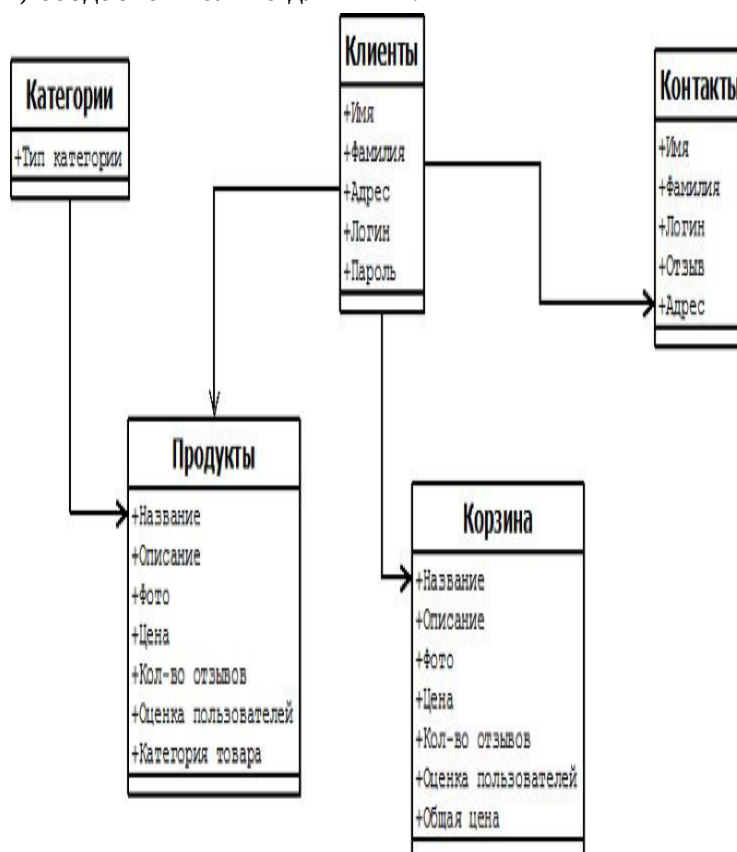 Категории
+Тип категории
Клиенты
+Имя
+Фамилия
+Адрес
+Логин
+Пароль
Контакты
+Имя
+Фамилия
+Логин
+Отзыв
+Адрес
Продукты
+Название
+Описание
+Фото
+Цена
+Кол-во отзывов
+Оценка пользователей
+Категория товара
Корзина
+Название
+Описание
+Фото
+Цена
+Кол-во отзывов
+Оценка пользователей
+Общая цена